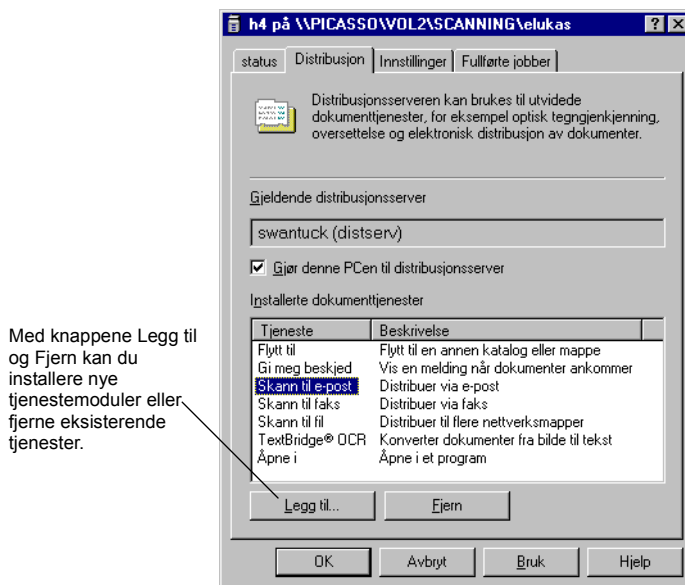 h4 på \\PICASSO\VOL2\SCANNING\elukas
status Distribusjon Innstillinger Fullførte jobber
Distribusjonsserveren kan brukes til utvidede
dokumenttjenester, for eksempel optisk tegngjenkjenning,
oversettelse og elektronisk distribusjon av dokumenter.
Gjeldende distribusjonsserver
swantuck (distserv)
Gjør denne PCen til distribusjonsserver
Installerte dokumenttjenester
Tjeneste Beskrivelse
Flytt til Flytt til en annen katalog eller mappe
Gi meg beskjed Vis en melding når dokumenter ankommer
Skann til e-post Distribuer via e-post
Skann til faks Distribuer via faks
Skann til fil Distribuer til flere nettverksmapper
TextBridge® OCR Konverter dokumenter fra bilde til tekst
Åpne i Åpne i et program
Legg til... Fjern
OK Avbryt Bruk Hjelp
Med knappene Legg til
og Fjern kan du
installere nye
tjenestemoduler eller
fjerne eksisterende
tjenester.